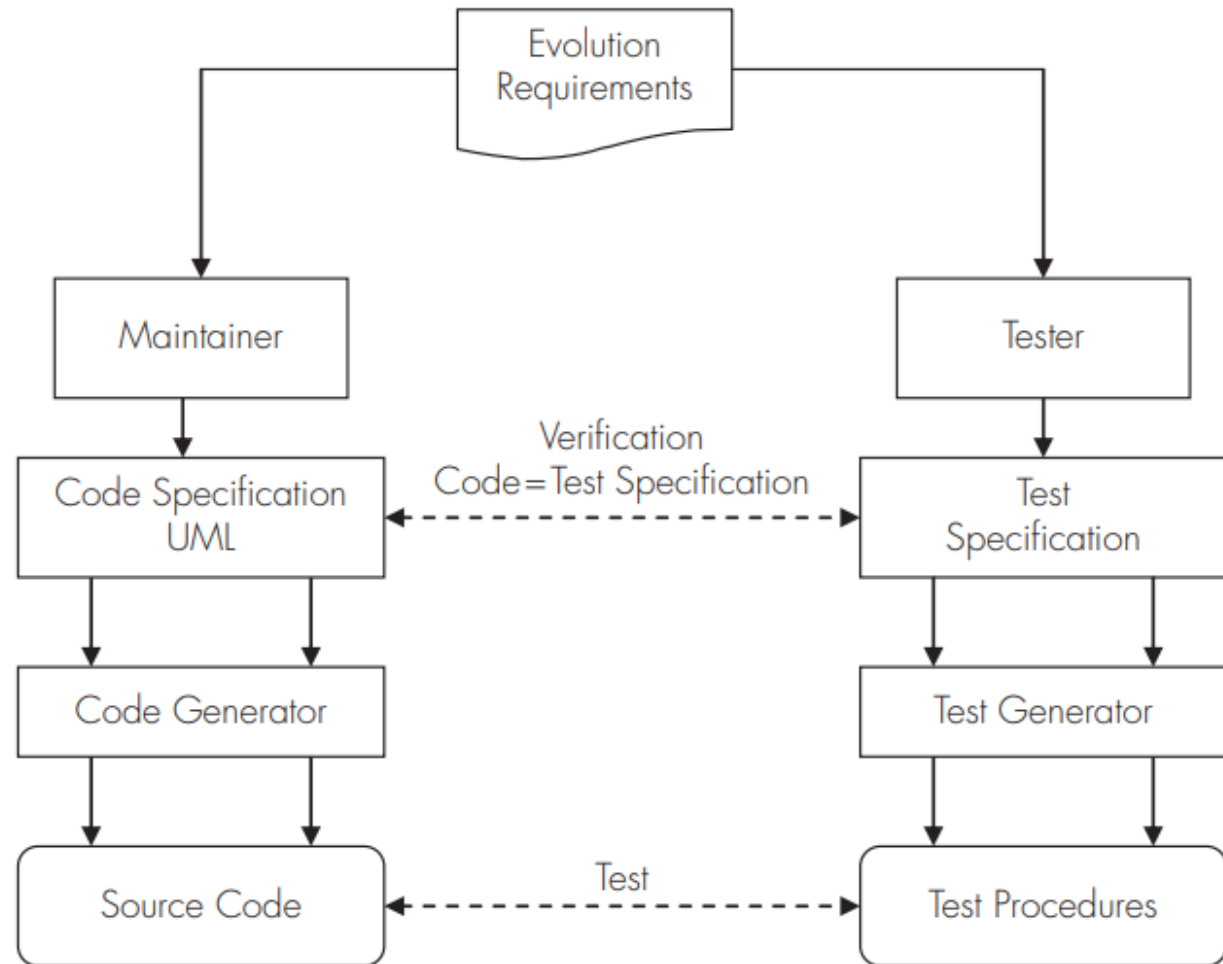 Evolution
Requirements
Maintainer
Tester
Verification
Code=Test Specification
Code Specification
UML
Test
Specification
Code Generator
Test Generator
Source Code
Test
Test Procedures